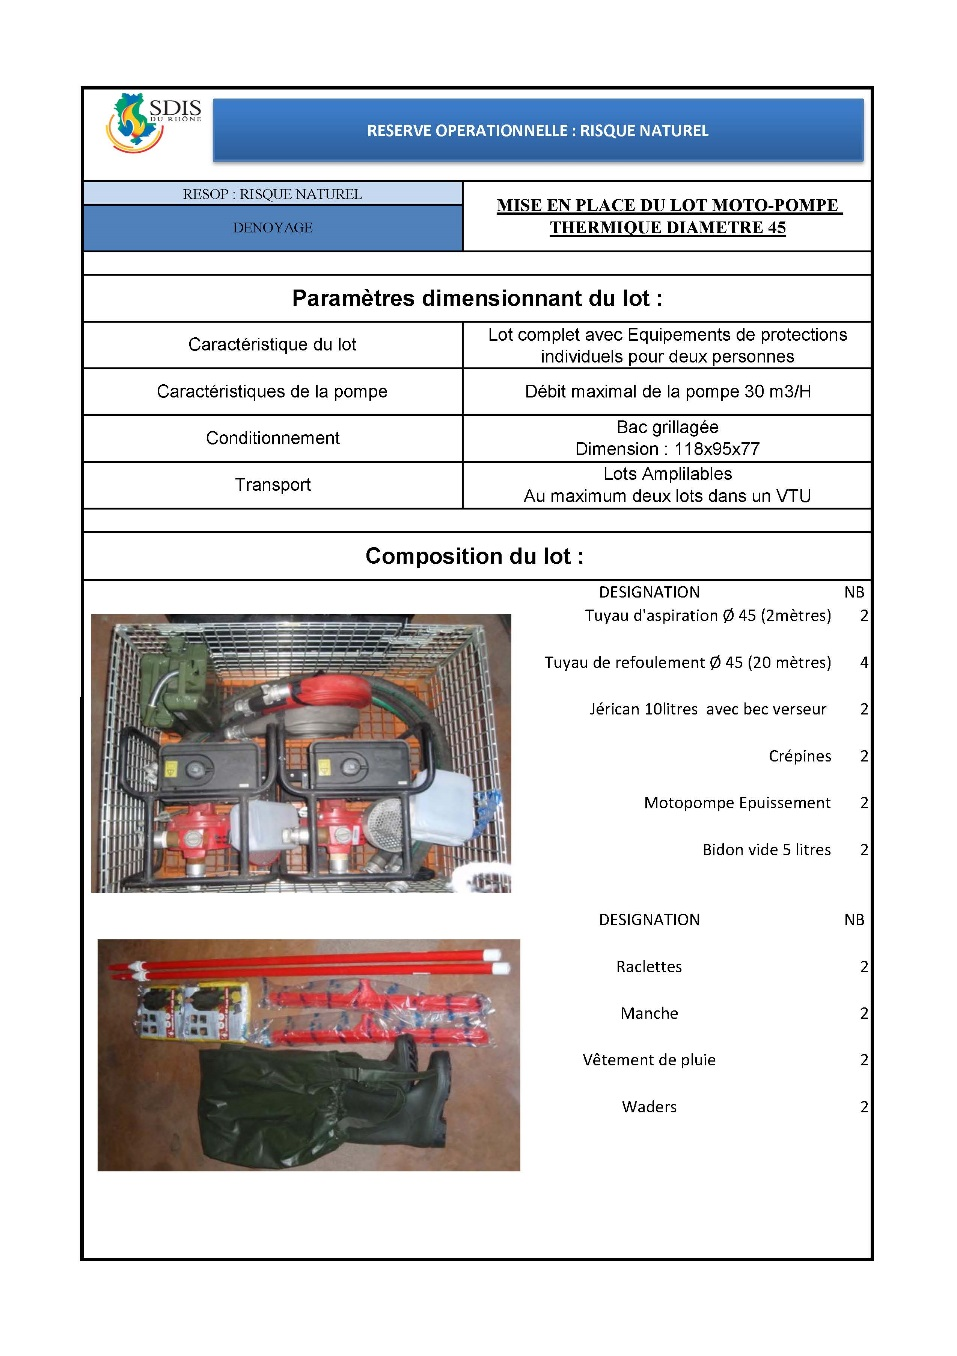 SDIS
DU RHÔNE
RESERVE OPERATIONNELLE : RISQUE NATUREL
RESOP : RISQUE NATUREL
DENOYAGE
MISE EN PLACE DU LOT MOTO-POMPE
THERMIQUE DIAMETRE 45
Paramètres dimensionnant du lot :
Caractéristique du lot
Lot complet avec Equipements de protections
individuels pour deux personnes
Caractéristiques de la pompe
Débit maximal de la pompe 30 m3/H
Conditionnement
Bac grillagée
Dimension : 118x95x77
Transport
Lots Amplilables
Au maximum deux lots dans un VTU
Composition du lot :
DESIGNATION NB
Tuyau d'aspiration Ø 45 (2mètres) 2
Tuyau de refoulement Ø 45 (20 mètres) 4
Jérican 10litres avec bec verseur 2
Crépines 2
Motopompe Epuissement 2
Bidon vide 5 litres 2
DESIGNATION NB
Raclettes 2
Manche 2
Vêtement de pluie 2
Waders 2